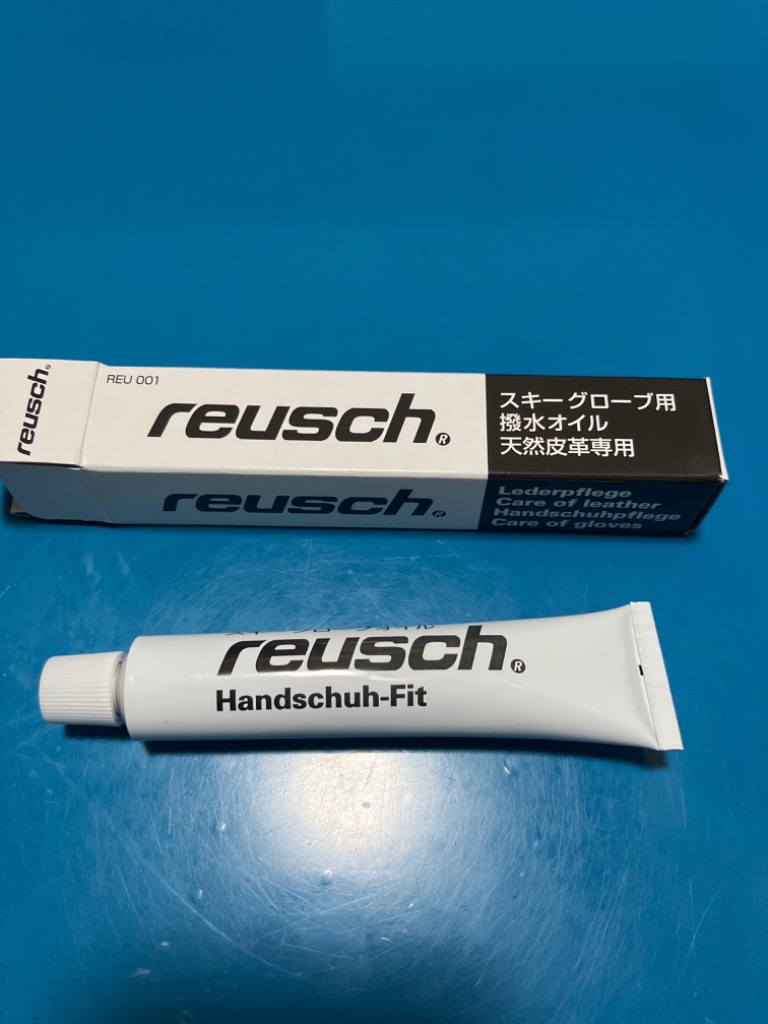 reusch®
REU 001
reusch®
スキーグローブ用
撥水オイル
天然皮革専用
reusch®
Lederpflege
Care of leather
Handschuhpflege
Care of gloves
reusch®
Handschuh-Fit